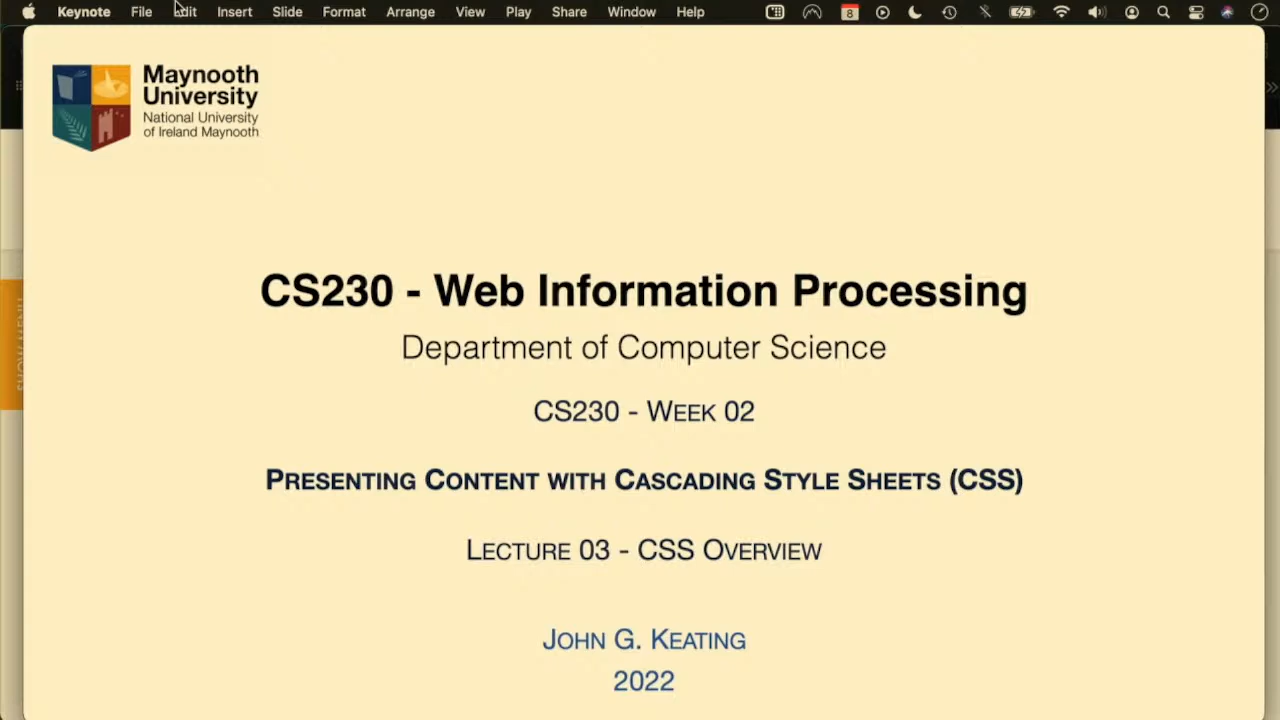 Keynote File Edit Insert Slide Format Arrange View Play Share Window Help
8
Maynooth
University
National University
of Ireland Maynooth
CS230 - Web Information Processing
Department of Computer Science
CS230 - Week 02
Presenting Content with Cascading Style Sheets (CSS)
Lecture 03 - CSS Overview
John G. Keating
2022